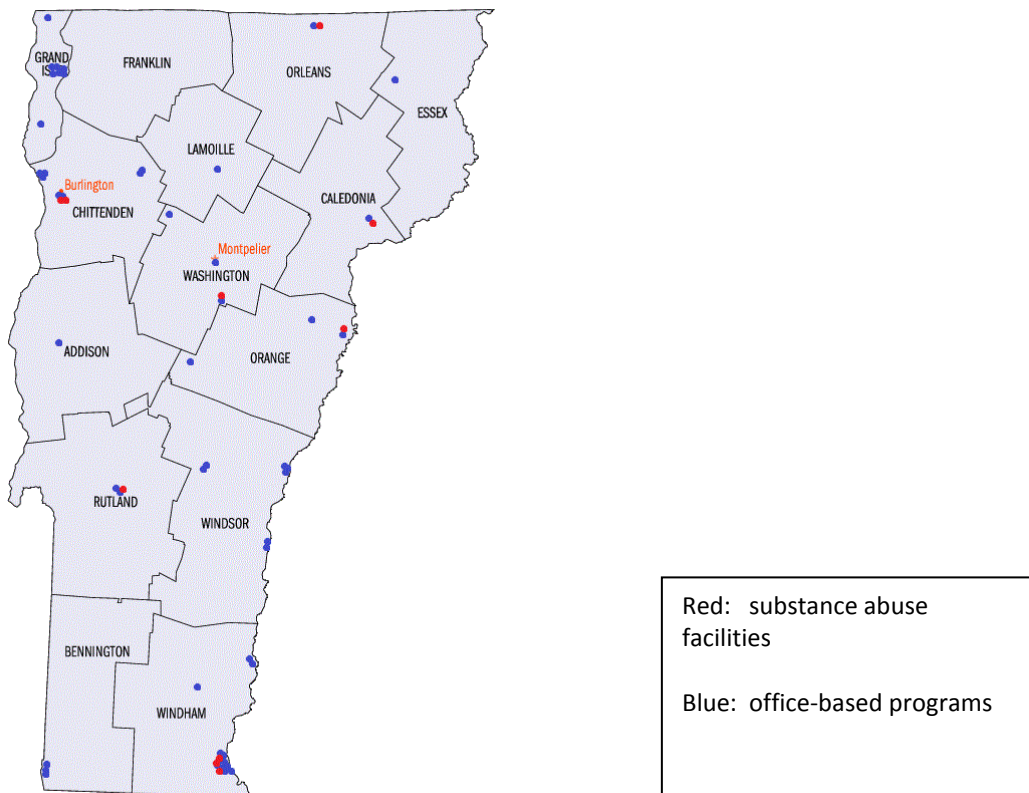 GRAND
ISLE
FRANKLIN
ORLEANS
ESSEX
LAMOILLE
Burlington
CHITTENDEN
CALEDONIA
Montpelier
WASHINGTON
ADDISON
ORANGE
RUTLAND
WINDSOR
BENNINGTON
WINDHAM
Red: substance abuse
facilities
Blue: office-based programs